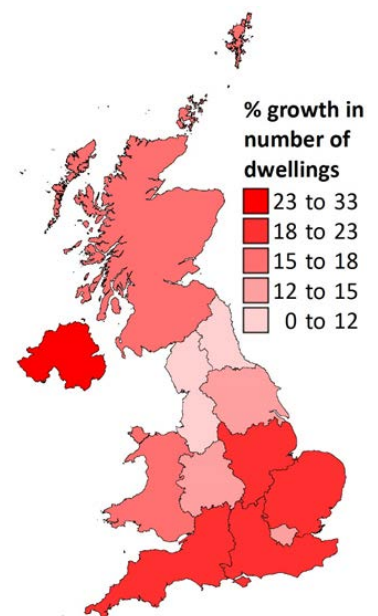 % growth in
number of
dwellings
23 to 33
18 to 23
15 to 18
12 to 15
0 to 12